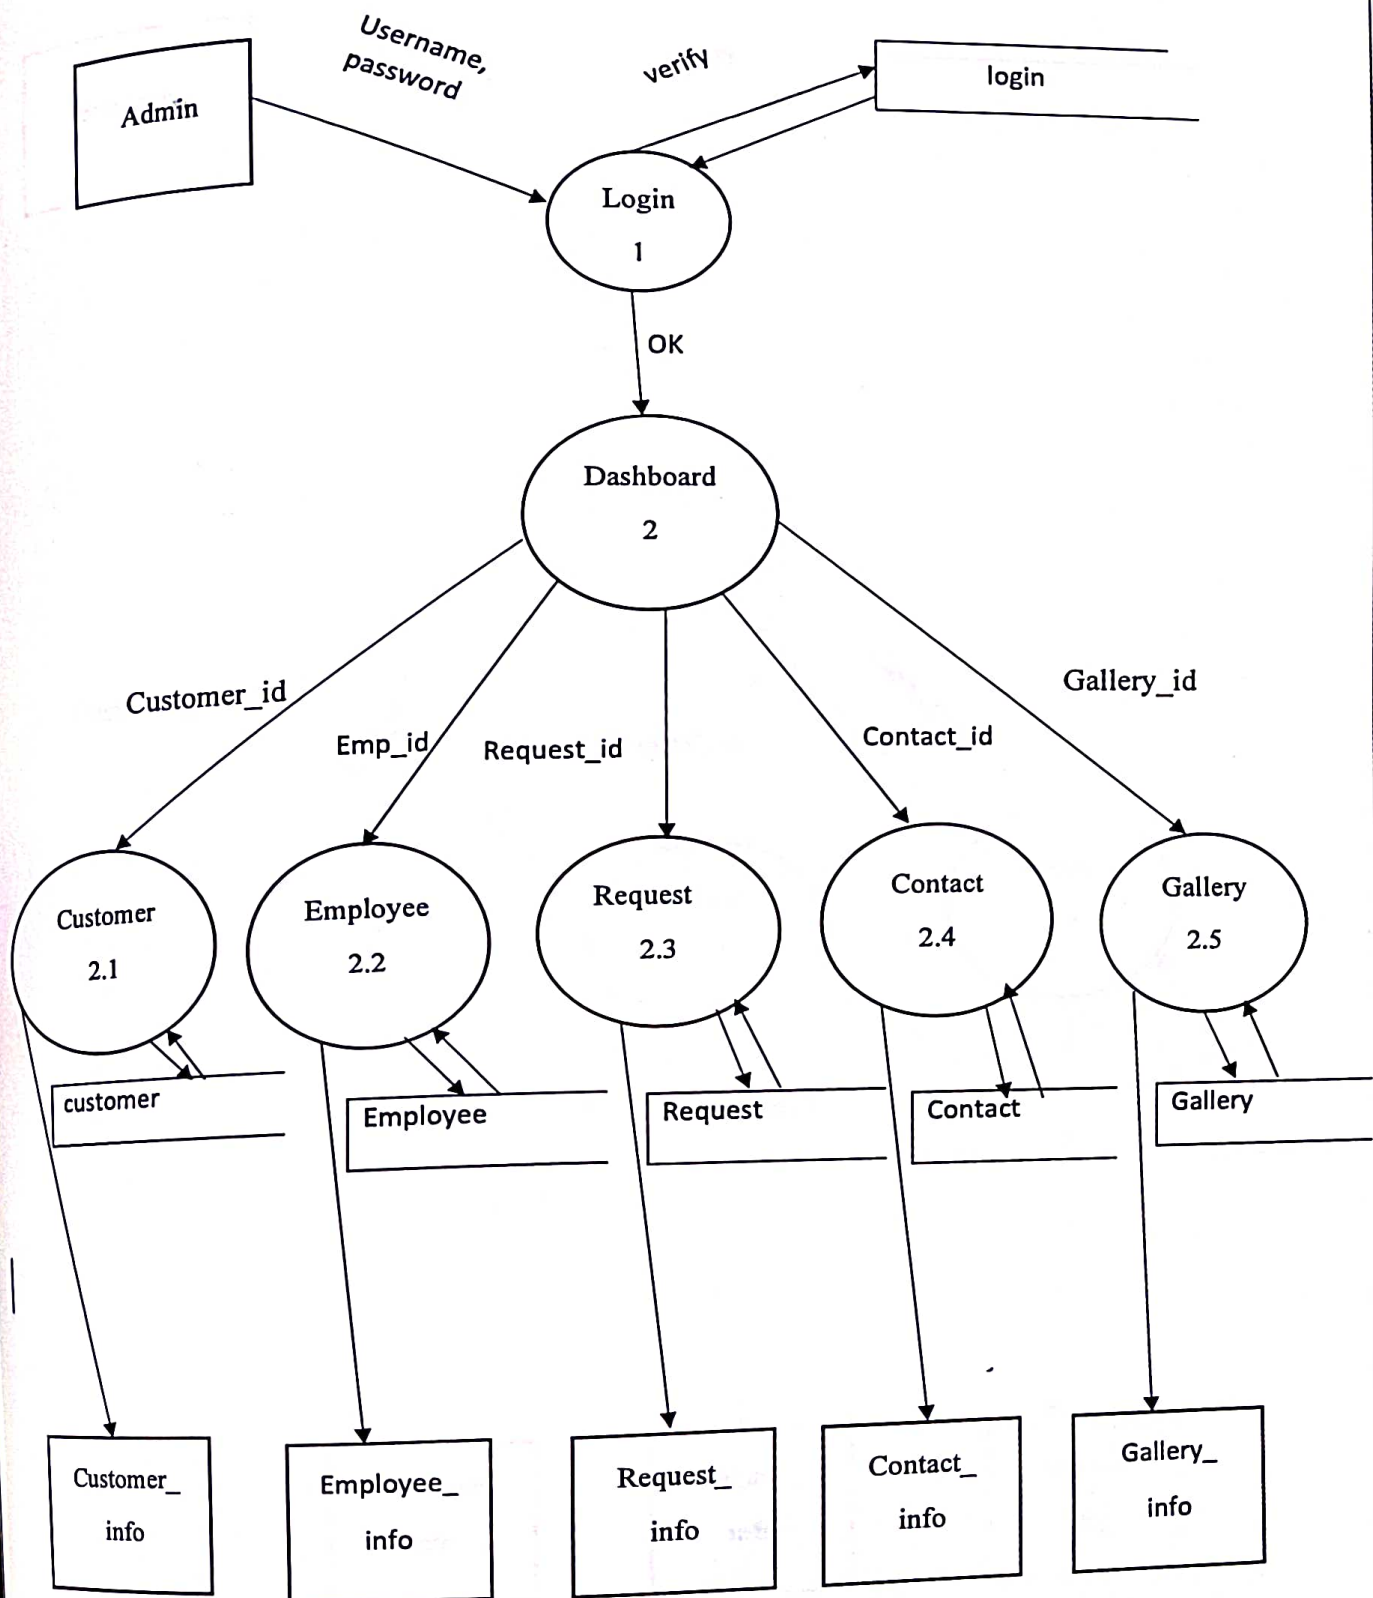 Username,
password
verify
login
Admin
Login
1
OK
Dashboard
2
Customer_id
Emp_id
Request_id
Contact_id
Gallery_id
Customer
2.1
Employee
2.2
Request
2.3
Contact
2.4
Gallery
2.5
customer
Employee
Request
Contact
Gallery
Customer_
info
Employee_
info
Request_
info
Contact_
info
Gallery_
info